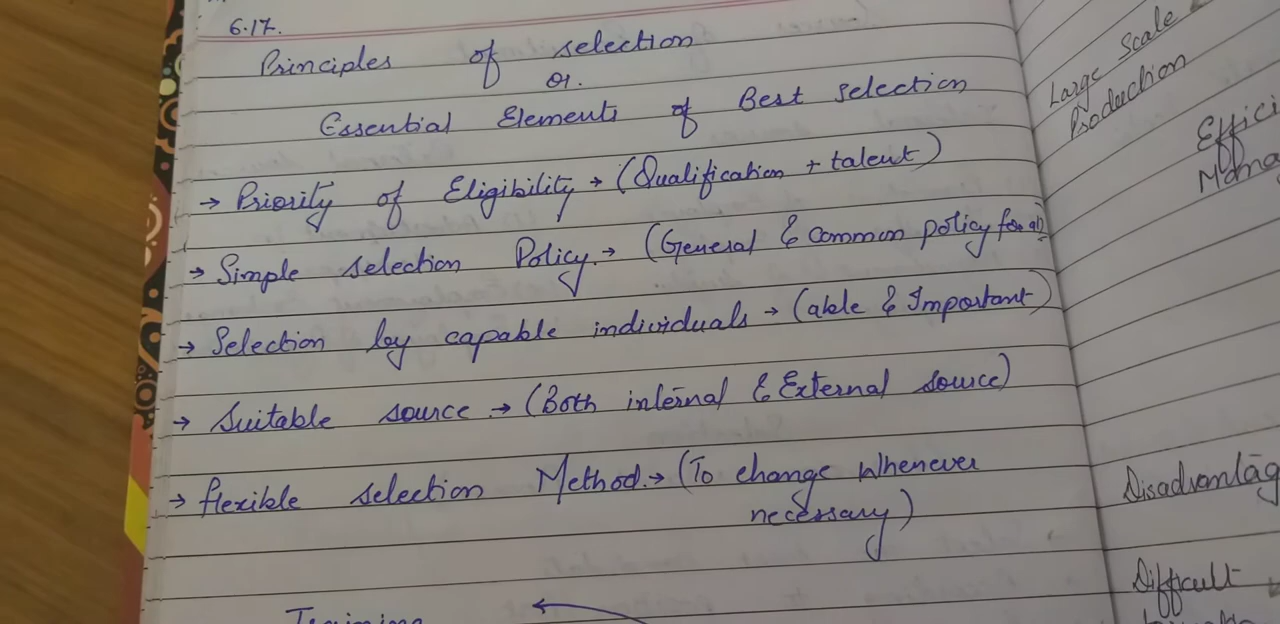 6.17.
Principles of selection
or.
Essential Elements of Best selection
→ Priority of Eligibility → (Qualification + talent)
→ Simple selection Policy. → (General & Common policy for all)
→ Selection by capable individuals → (able & Important)
→ Suitable source → (Both internal & External source)
→ flexible selection Method. → (To change whenever
necessary)
Training
Large Scale
Production
Effici
Mana
Disadvantag
Difficult